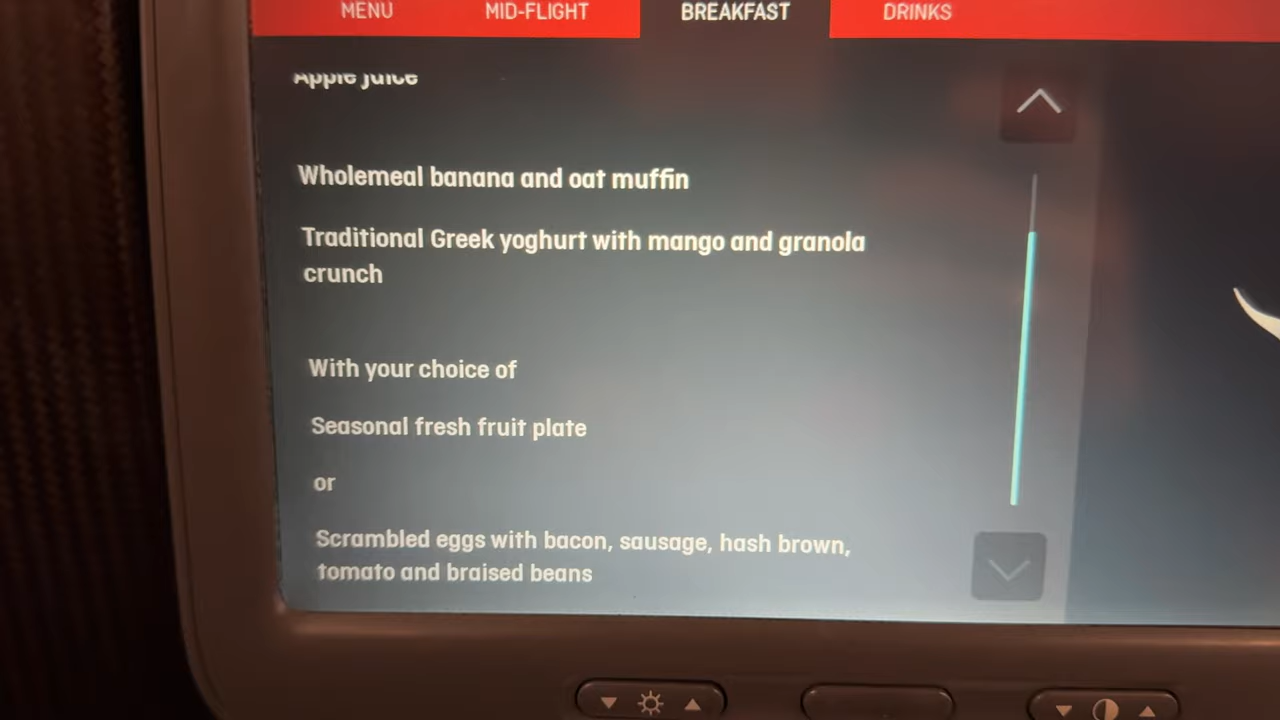 MENU MID-FLIGHT BREAKFAST DRINKS
Apple juice
Wholemeal banana and oat muffin
Traditional Greek yoghurt with mango and granola
crunch
With your choice of
Seasonal fresh fruit plate
or
Scrambled eggs with bacon, sausage, hash brown,
tomato and braised beans